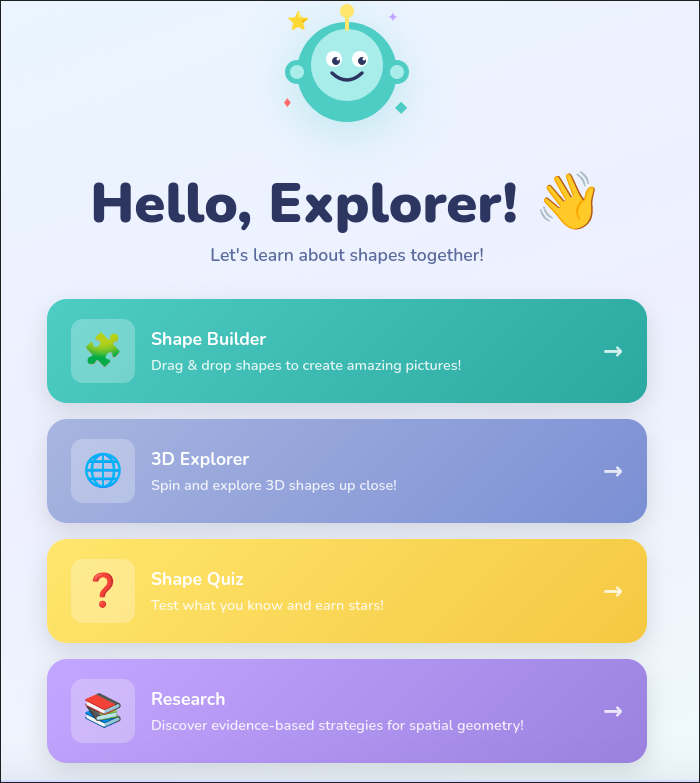 Hello, Explorer! 👋
Let's learn about shapes together!
Shape Builder
Drag & drop shapes to create amazing pictures!
→
3D Explorer
Spin and explore 3D shapes up close!
→
Shape Quiz
Test what you know and earn stars!
→
Research
Discover evidence-based strategies for spatial geometry!
→